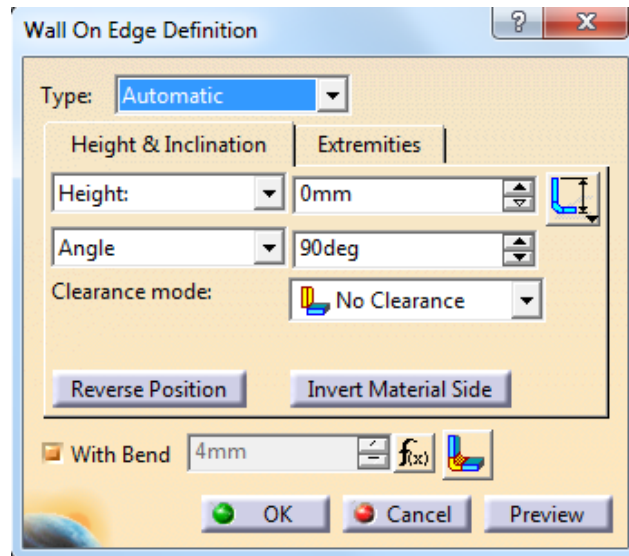 Wall On Edge Definition
Type: Automatic
Height & Inclination Extremities
Height: 0mm
Angle 90deg
Clearance mode: No Clearance
Reverse Position Invert Material Side
With Bend 4mm f(x)
OK Cancel Preview